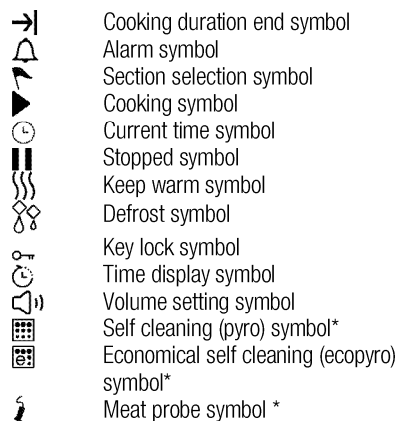 Cooking duration end symbol
Alarm symbol
Section selection symbol
Cooking symbol
Current time symbol
Stopped symbol
Keep warm symbol
Defrost symbol
Key lock symbol
Time display symbol
Volume setting symbol
Self cleaning (pyro) symbol*
Economical self cleaning (ecopyro)
symbol*
Meat probe symbol *